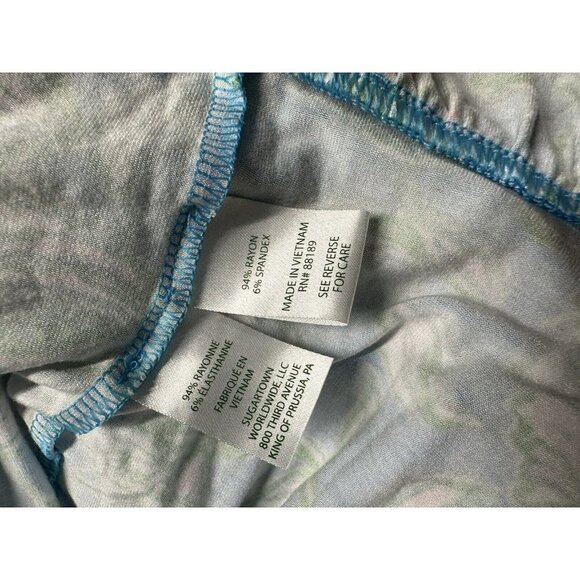 94% RAYON
6% SPANDEX
MADE IN VIETNAM
RN# 88189
SEE REVERSE
FOR CARE
94% RAYONNE
6% ÉLASTHANNE
FABRIQUE EN
VIETNAM
SUGARTOWN
WORLDWIDE, LLC
800 THIRD AVENUE
KING OF PRUSSIA, PA